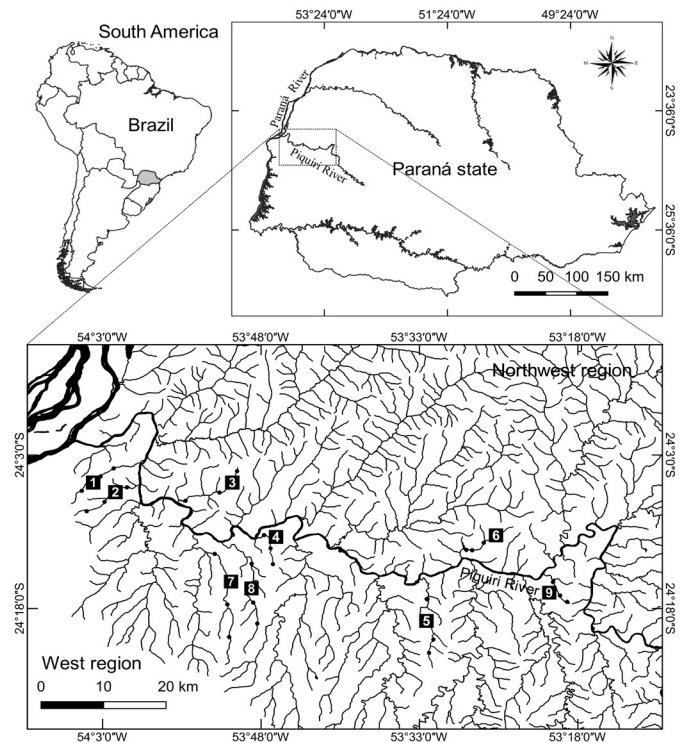 53°24'0"W 51°24'0"W 49°24'0"W
South America
N
W E
S
Brazil
Paraná River
23°36'0"S
Piquiri River
Paraná state
25°36'0"S
0 50 100 150 km
54°3'0"W 53°48'0"W 53°33'0"W 53°18'0"W
Northwest region
24°3'0"S 24°3'0"S
1
2
3
4
6
7
8
Piquiri River
9
5
24°18'0"S 24°18'0"S
West region
0 10 20 km
54°3'0"W 53°48'0"W 53°33'0"W 53°18'0"W